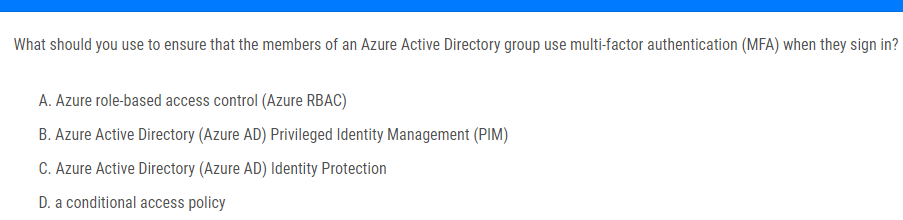 What should you use to ensure that the members of an Azure Active Directory group use multi-factor authentication (MFA) when they sign in?
A. Azure role-based access control (Azure RBAC)
B. Azure Active Directory (Azure AD) Privileged Identity Management (PIM)
C. Azure Active Directory (Azure AD) Identity Protection
D. a conditional access policy